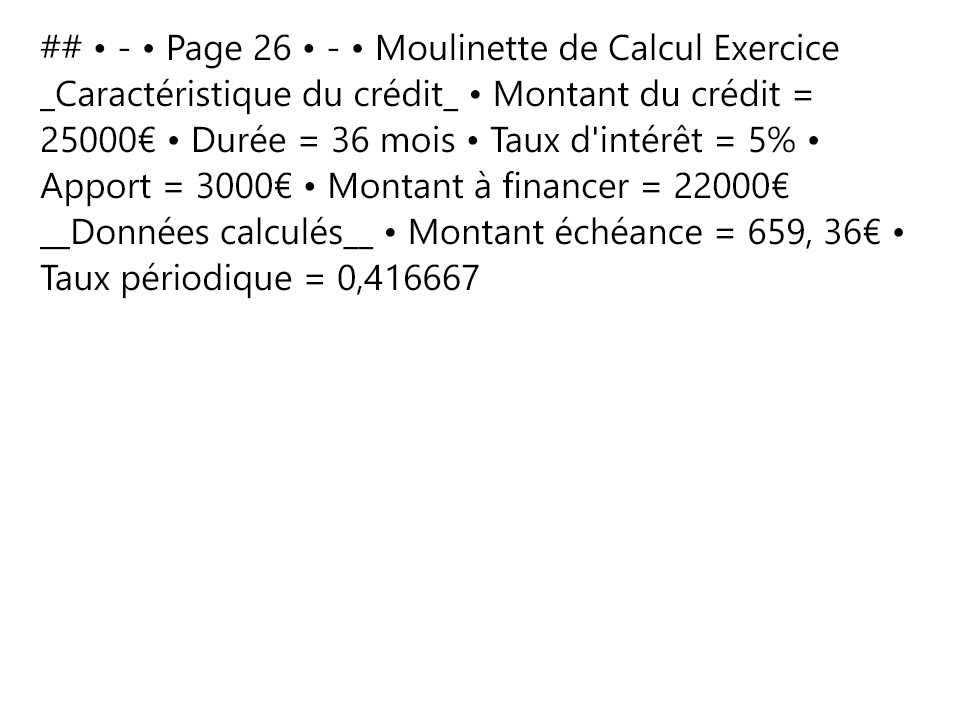 ## • - • Page 26 • - • Moulinette de Calcul Exercice
_Caractéristique du crédit_ • Montant du crédit =
25000€ • Durée = 36 mois • Taux d'intérêt = 5% •
Apport = 3000€ • Montant à financer = 22000€
__Données calculés__ • Montant échéance = 659, 36€ •
Taux périodique = 0,416667